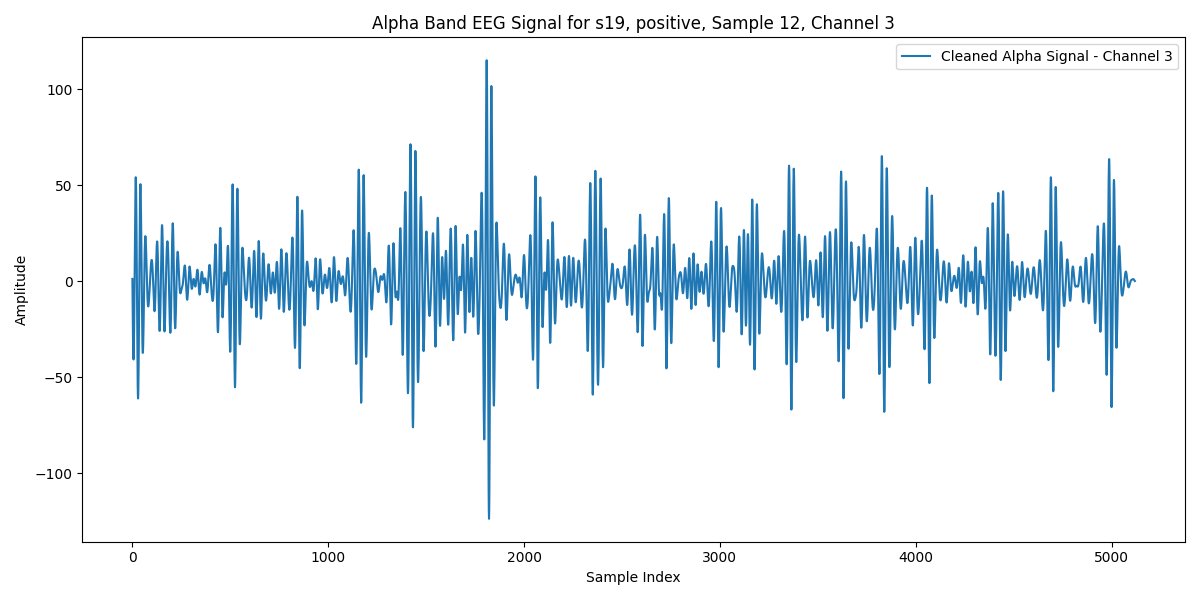 Alpha Band EEG Signal for s19, positive, Sample 12, Channel 3
Cleaned Alpha Signal - Channel 3
Amplitude
100
50
0
−50
−100
0 1000 2000 3000 4000 5000
Sample Index